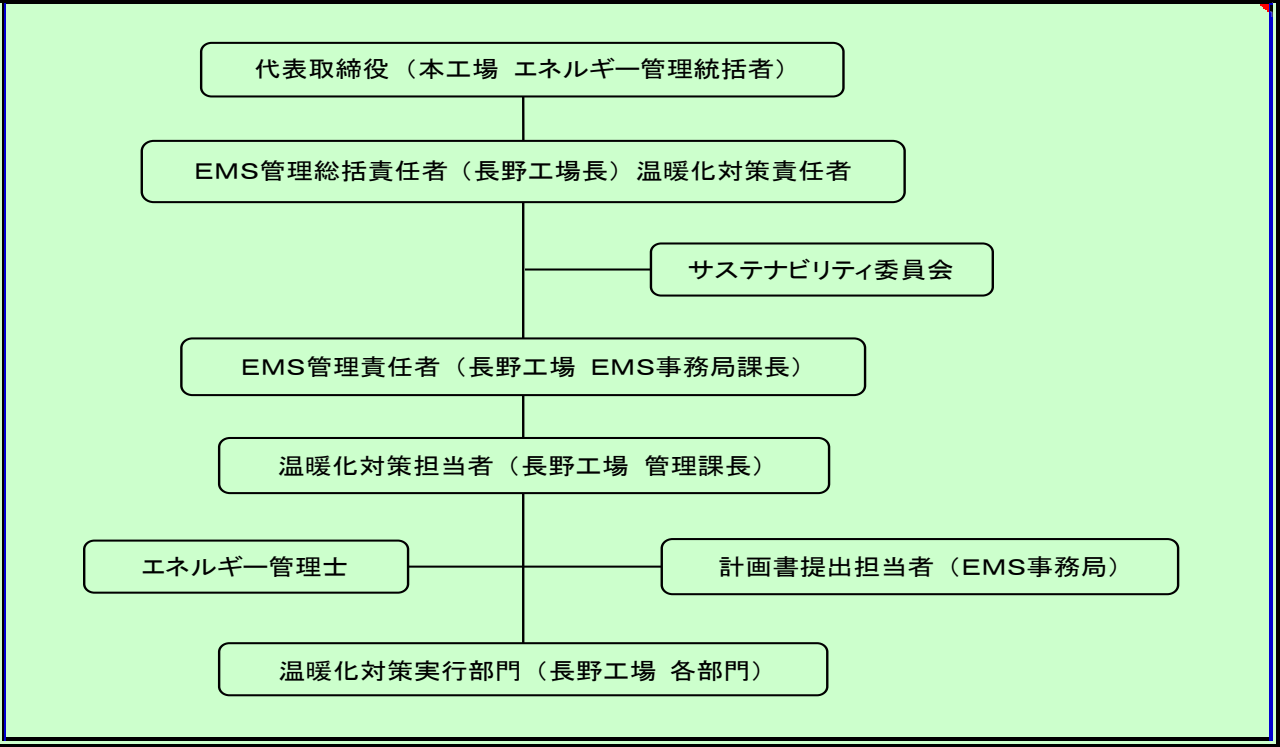 代表取締役（本工場 エネルギー管理統括者）
EMS管理総括責任者（長野工場長）温暖化対策責任者
サステナビリティ委員会
EMS管理責任者（長野工場 EMS事務局課長）
温暖化対策担当者（長野工場 管理課長）
エネルギー管理士
計画書提出担当者（EMS事務局）
温暖化対策実行部門（長野工場 各部門）